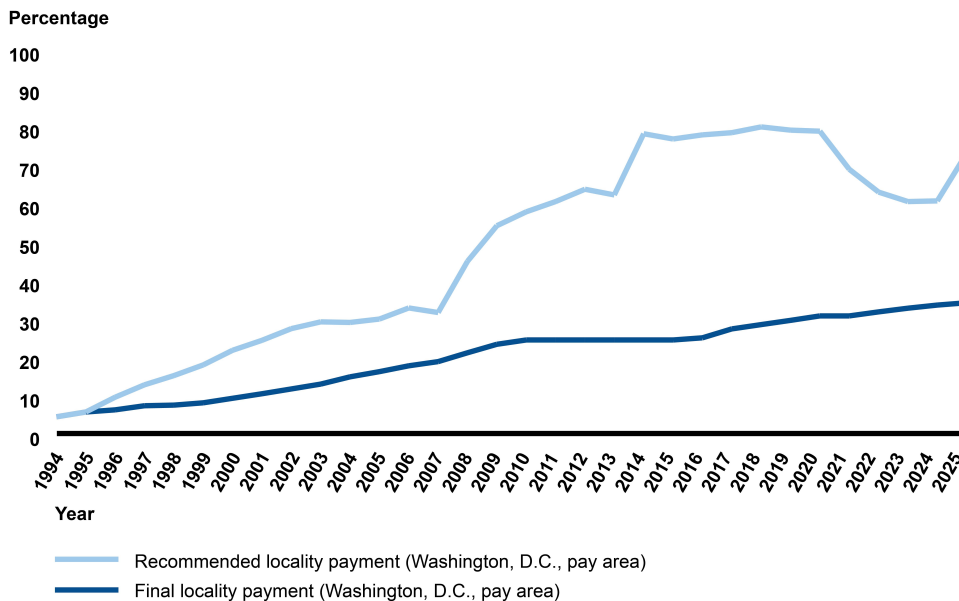 Percentage
100
90
80
70
60
50
40
30
20
10
0
1994 1995 1996 1997 1998 1999 2000 2001 2002 2003 2004 2005 2006 2007 2008 2009 2010 2011 2012 2013 2014 2015 2016 2017 2018 2019 2020 2021 2022 2023 2024 2025
Year
Recommended locality payment (Washington, D.C., pay area)
Final locality payment (Washington, D.C., pay area)